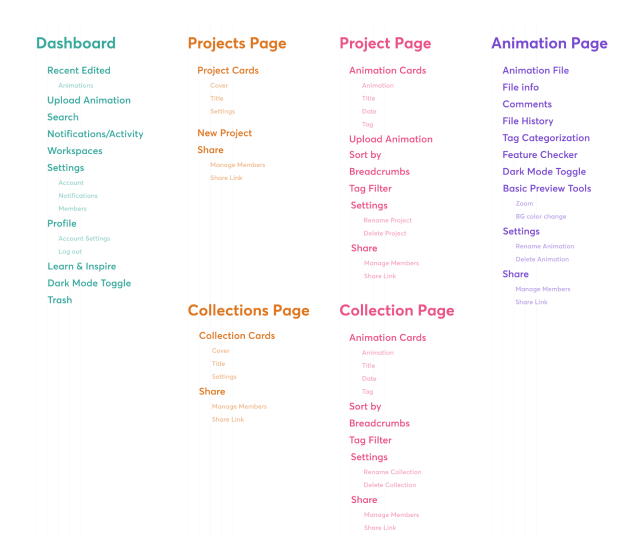 Dashboard
Recent Edited
Animations
Upload Animation
Search
Notifications/Activity
Workspaces
Settings
Account
Notifications
Members
Profile
Account Settings
Log out
Learn & Inspire
Dark Mode Toggle
Trash
Projects Page
Project Cards
Cover
Title
Settings
New Project
Share
Manage Members
Share Link
Collections Page
Collection Cards
Cover
Title
Settings
Share
Manage Members
Share Link
Project Page
Animation Cards
Animation
Title
Date
Tag
Upload Animation
Sort by
Breadcrumbs
Tag Filter
Settings
Rename Project
Delete Project
Share
Manage Members
Share Link
Collection Page
Animation Cards
Animation
Title
Date
Tag
Sort by
Breadcrumbs
Tag Filter
Settings
Rename Collection
Delete Collection
Share
Manage Members
Share Link
Animation Page
Animation File
File info
Comments
File History
Tag Categorization
Feature Checker
Dark Mode Toggle
Basic Preview Tools
Zoom
BG color change
Settings
Rename Animation
Delete Animation
Share
Manage Members
Share Link